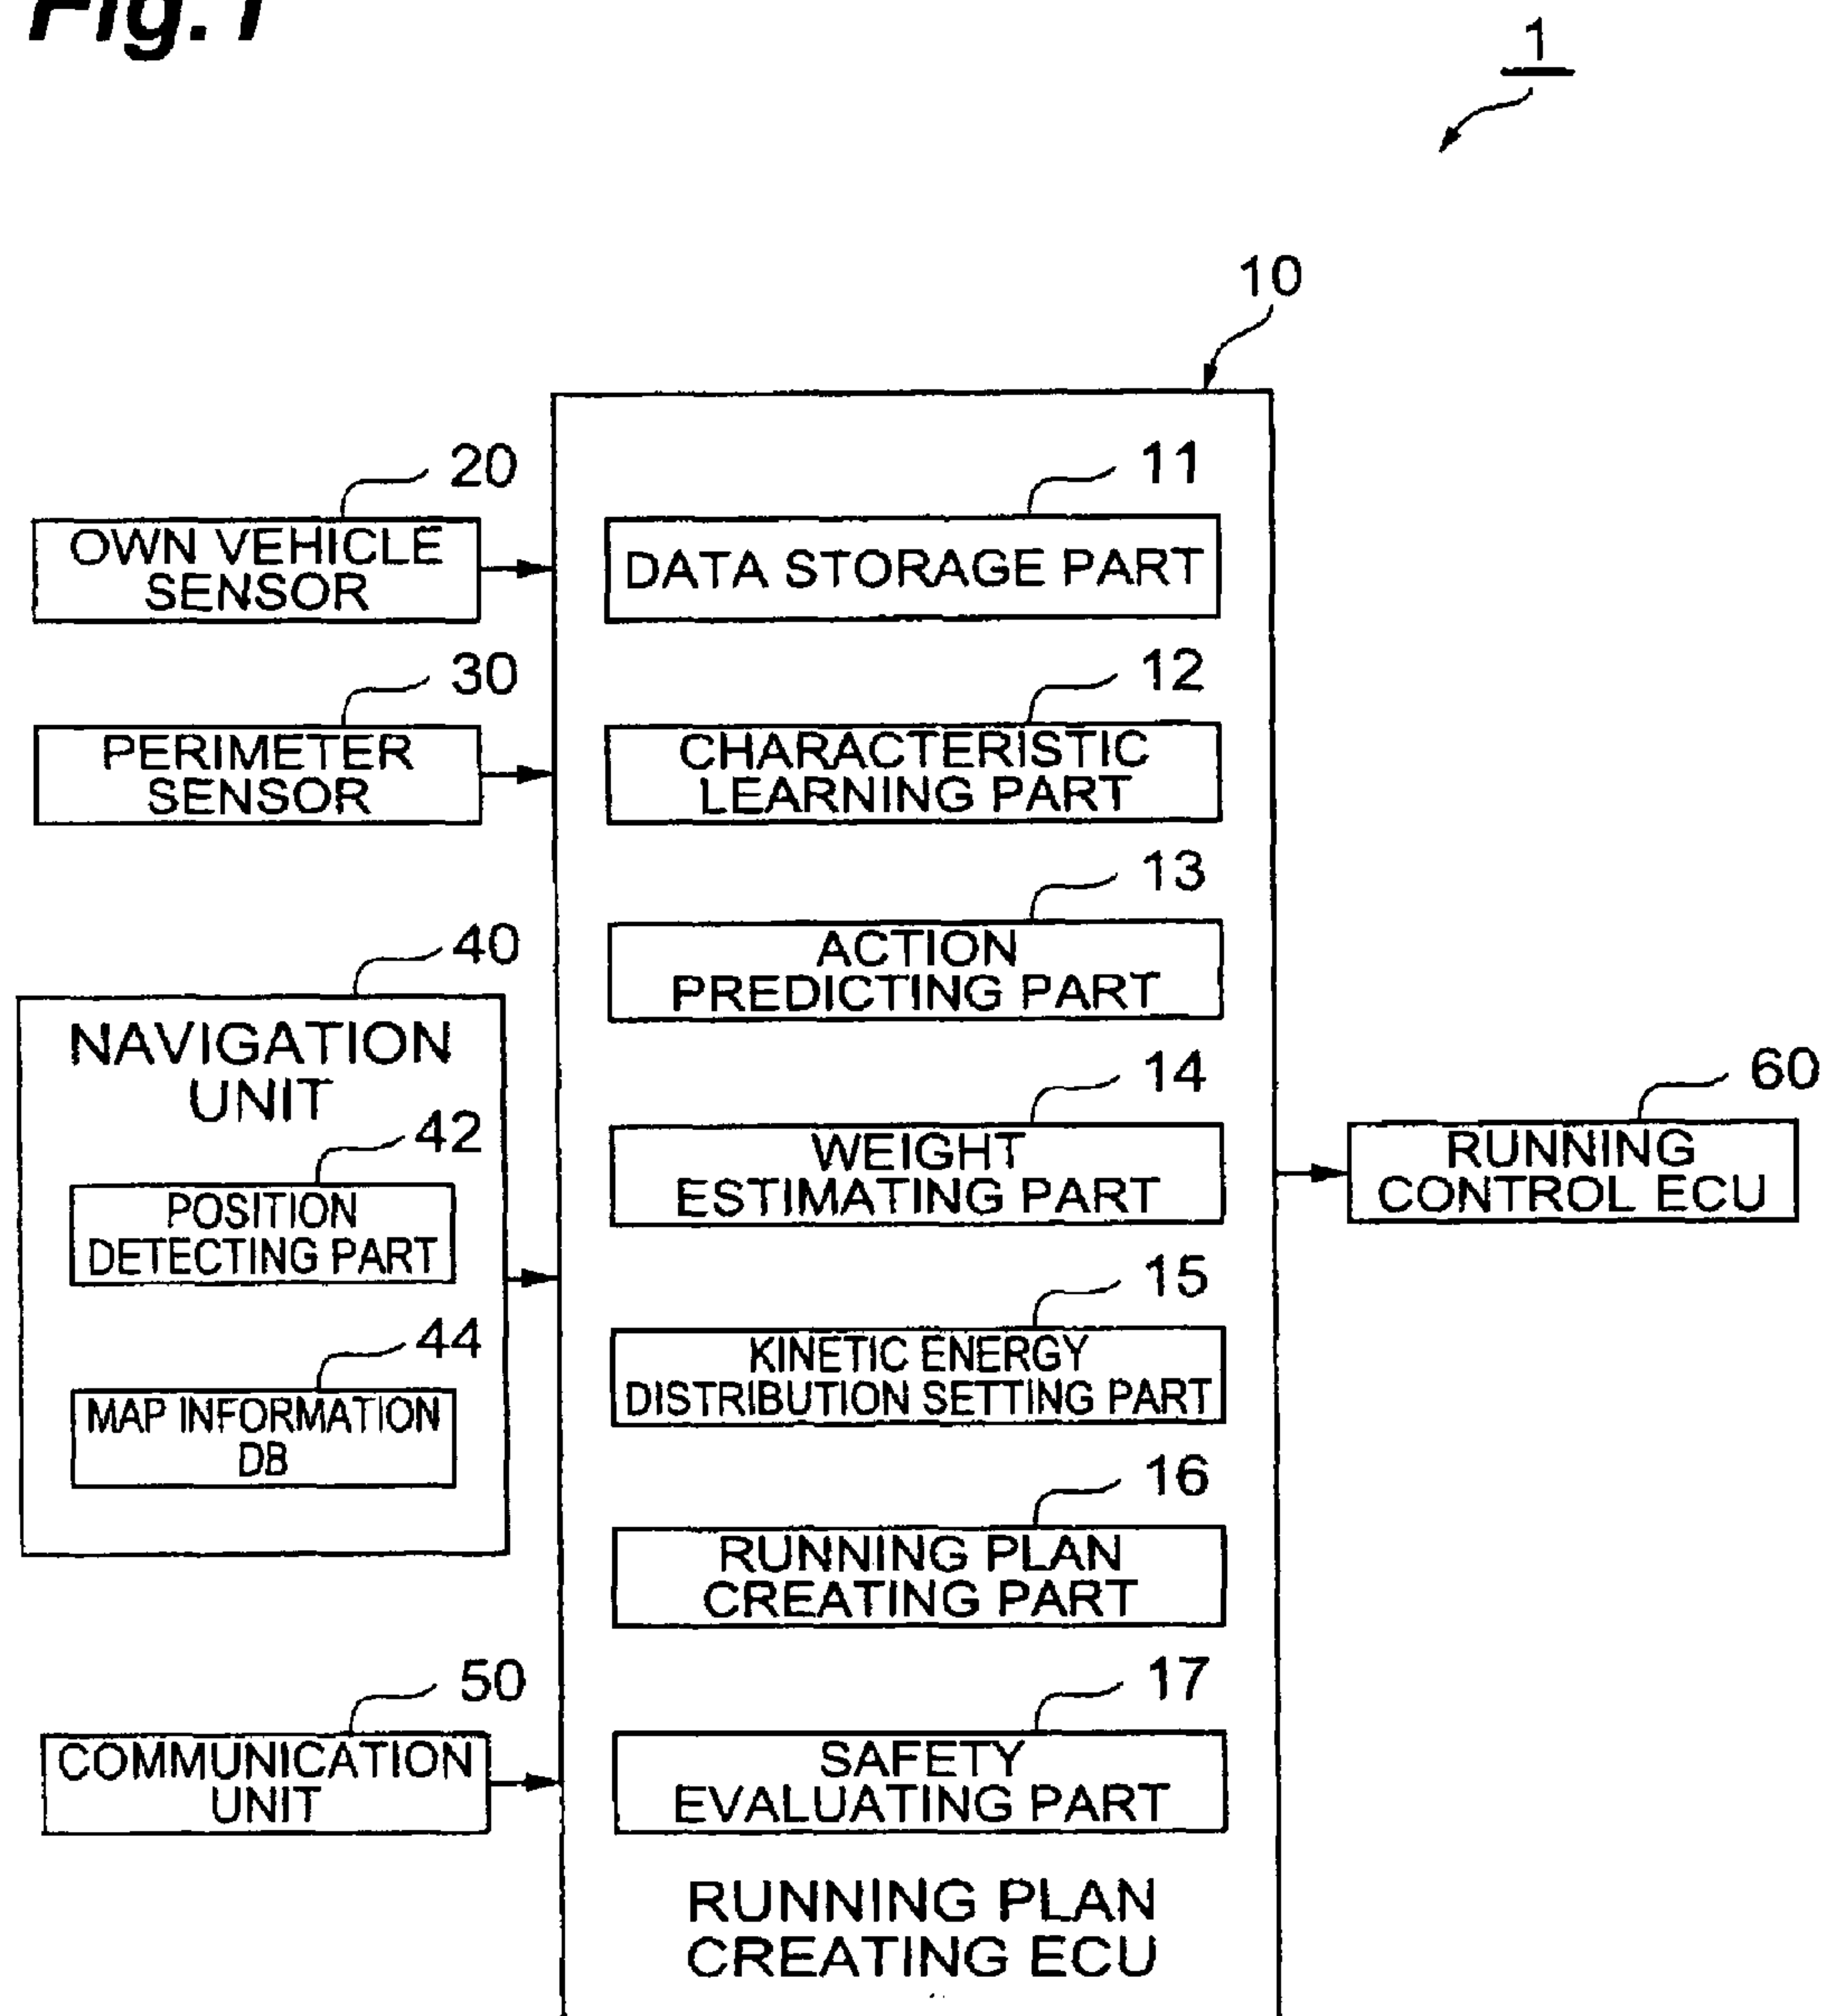 Fig.1
1
10
20
OWN VEHICLE
SENSOR
30
PERIMETER
SENSOR
40
NAVIGATION
UNIT
42
POSITION
DETECTING PART
44
MAP INFORMATION
DB
50
COMMUNICATION
UNIT
11
DATA STORAGE PART
12
CHARACTERISTIC
LEARNING PART
13
ACTION
PREDICTING PART
14
WEIGHT
ESTIMATING PART
15
KINETIC ENERGY
DISTRIBUTION SETTING PART
16
RUNNING PLAN
CREATING PART
17
SAFETY
EVALUATING PART
RUNNING PLAN
CREATING ECU
60
RUNNING
CONTROL ECU